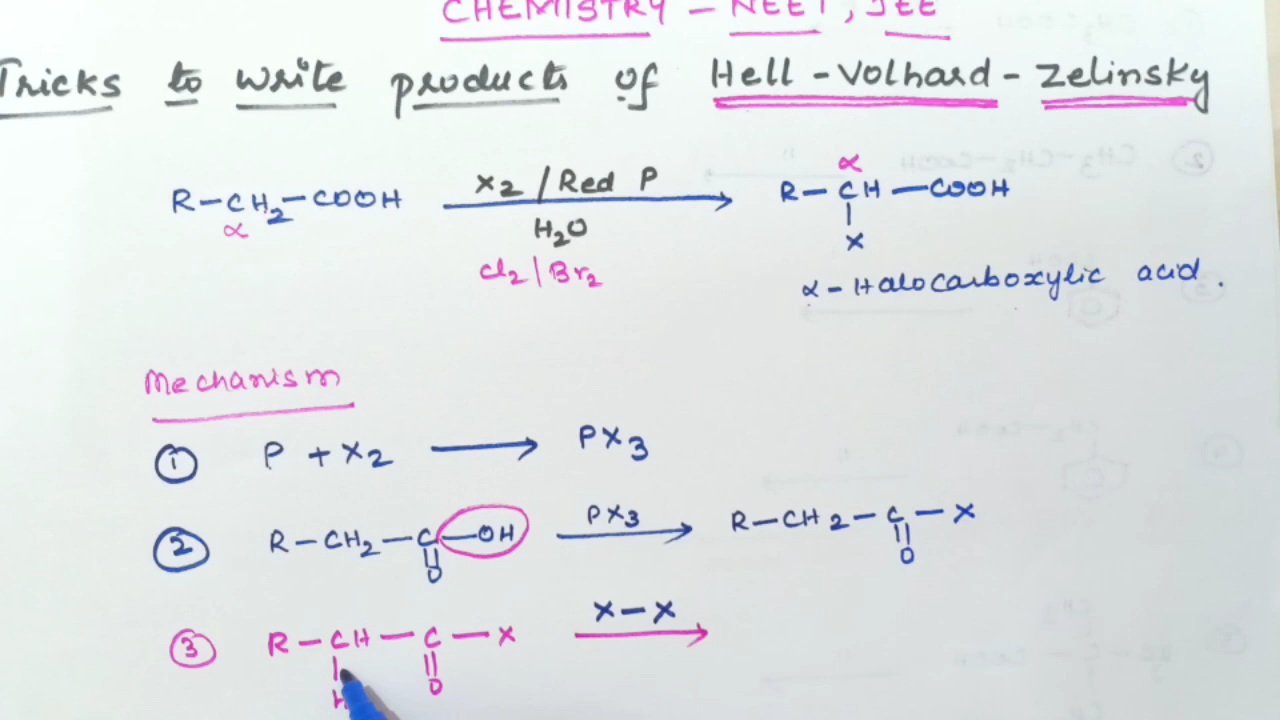 CHEMISTRY - NEET, JEE
Tricks to write products of Hell-Volhard-Zelinsky
R-CH2-COOH X2/Red P R-CH-COOH
α H2O α
Cl2/Br2 X
α-Halocarboxylic acid.
Mechanism
① P + X2 → PX3
② R-CH2-C-OH PX3 R-CH2-C-X
O O
③ R-CH-C-X X-X
H O